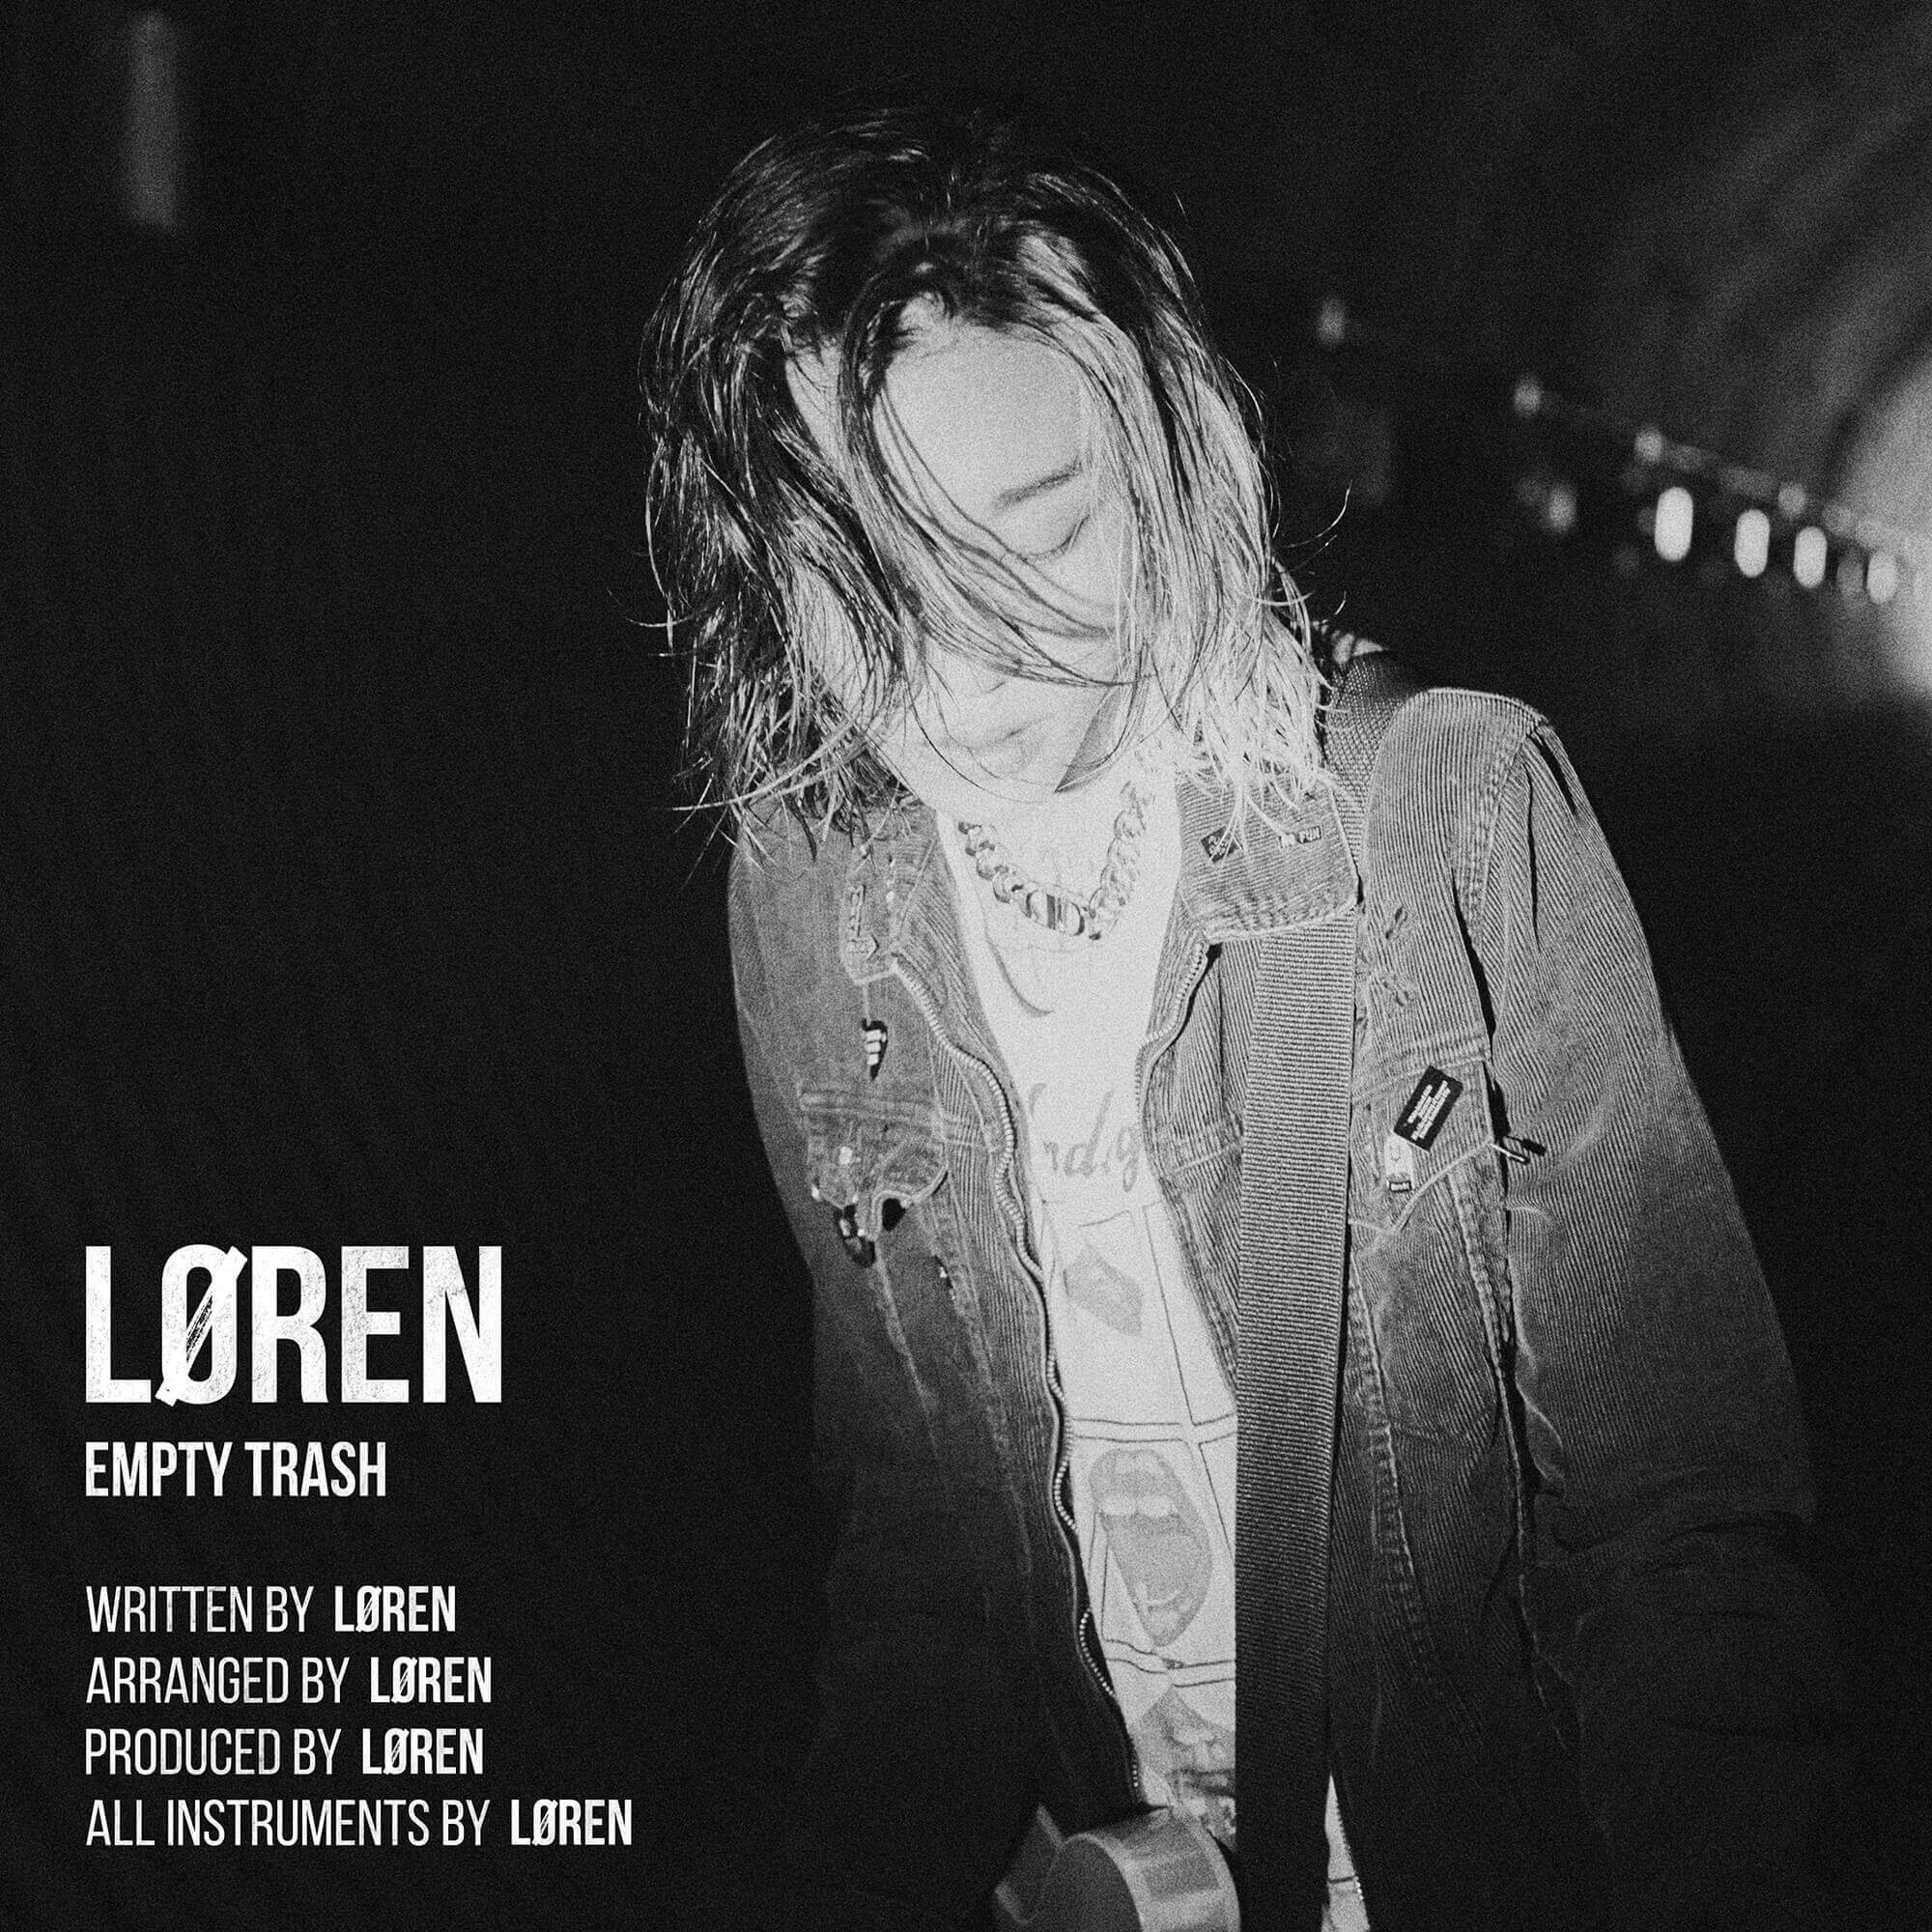 LØREN
EMPTY TRASH
WRITTEN BY LØREN
ARRANGED BY LØREN
PRODUCED BY LØREN
ALL INSTRUMENTS BY LØREN